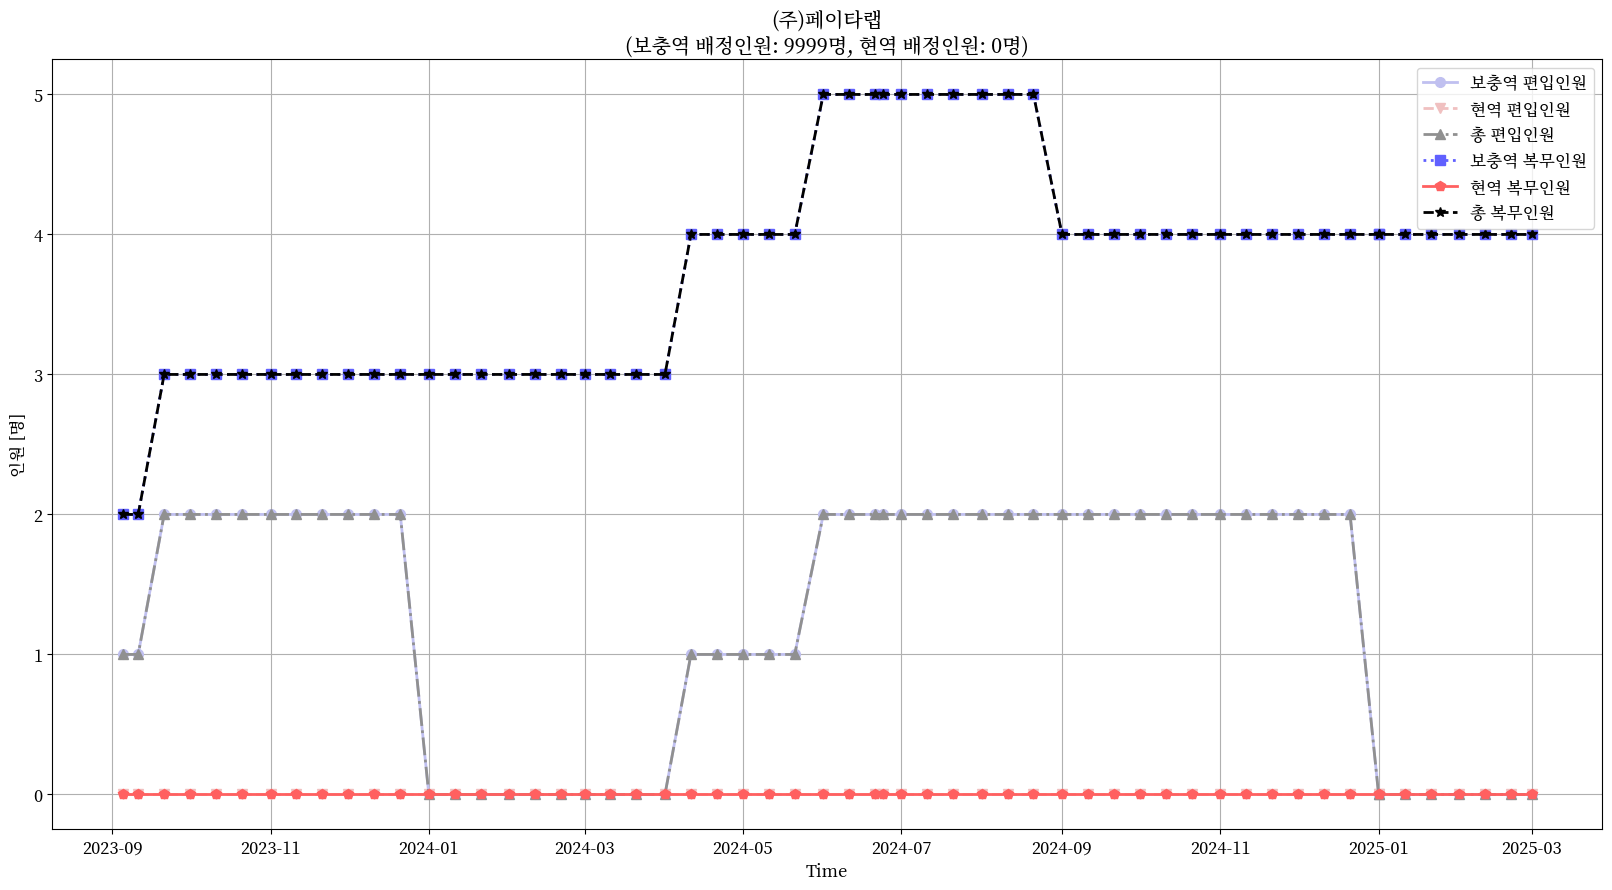 (주)페이타랩
(보충역 배정인원: 9999명, 현역 배정인원: 0명)
보충역 편입인원
현역 편입인원
총 편입인원
보충역 복무인원
현역 복무인원
총 복무인원
인원 [명]
5
4
3
2
1
0
2023-09 2023-11 2024-01 2024-03 2024-05 2024-07 2024-09 2024-11 2025-01 2025-03
Time